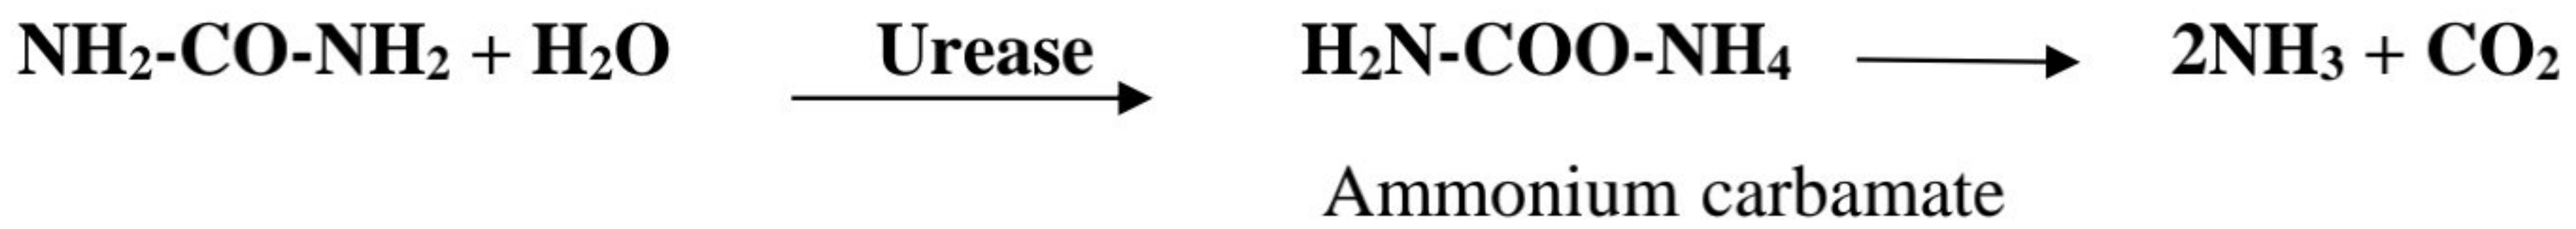 NH₂-CO-NH₂ + H₂O Urease H₂N-COO-NH₄ 2NH₃ + CO₂
Ammonium carbamate